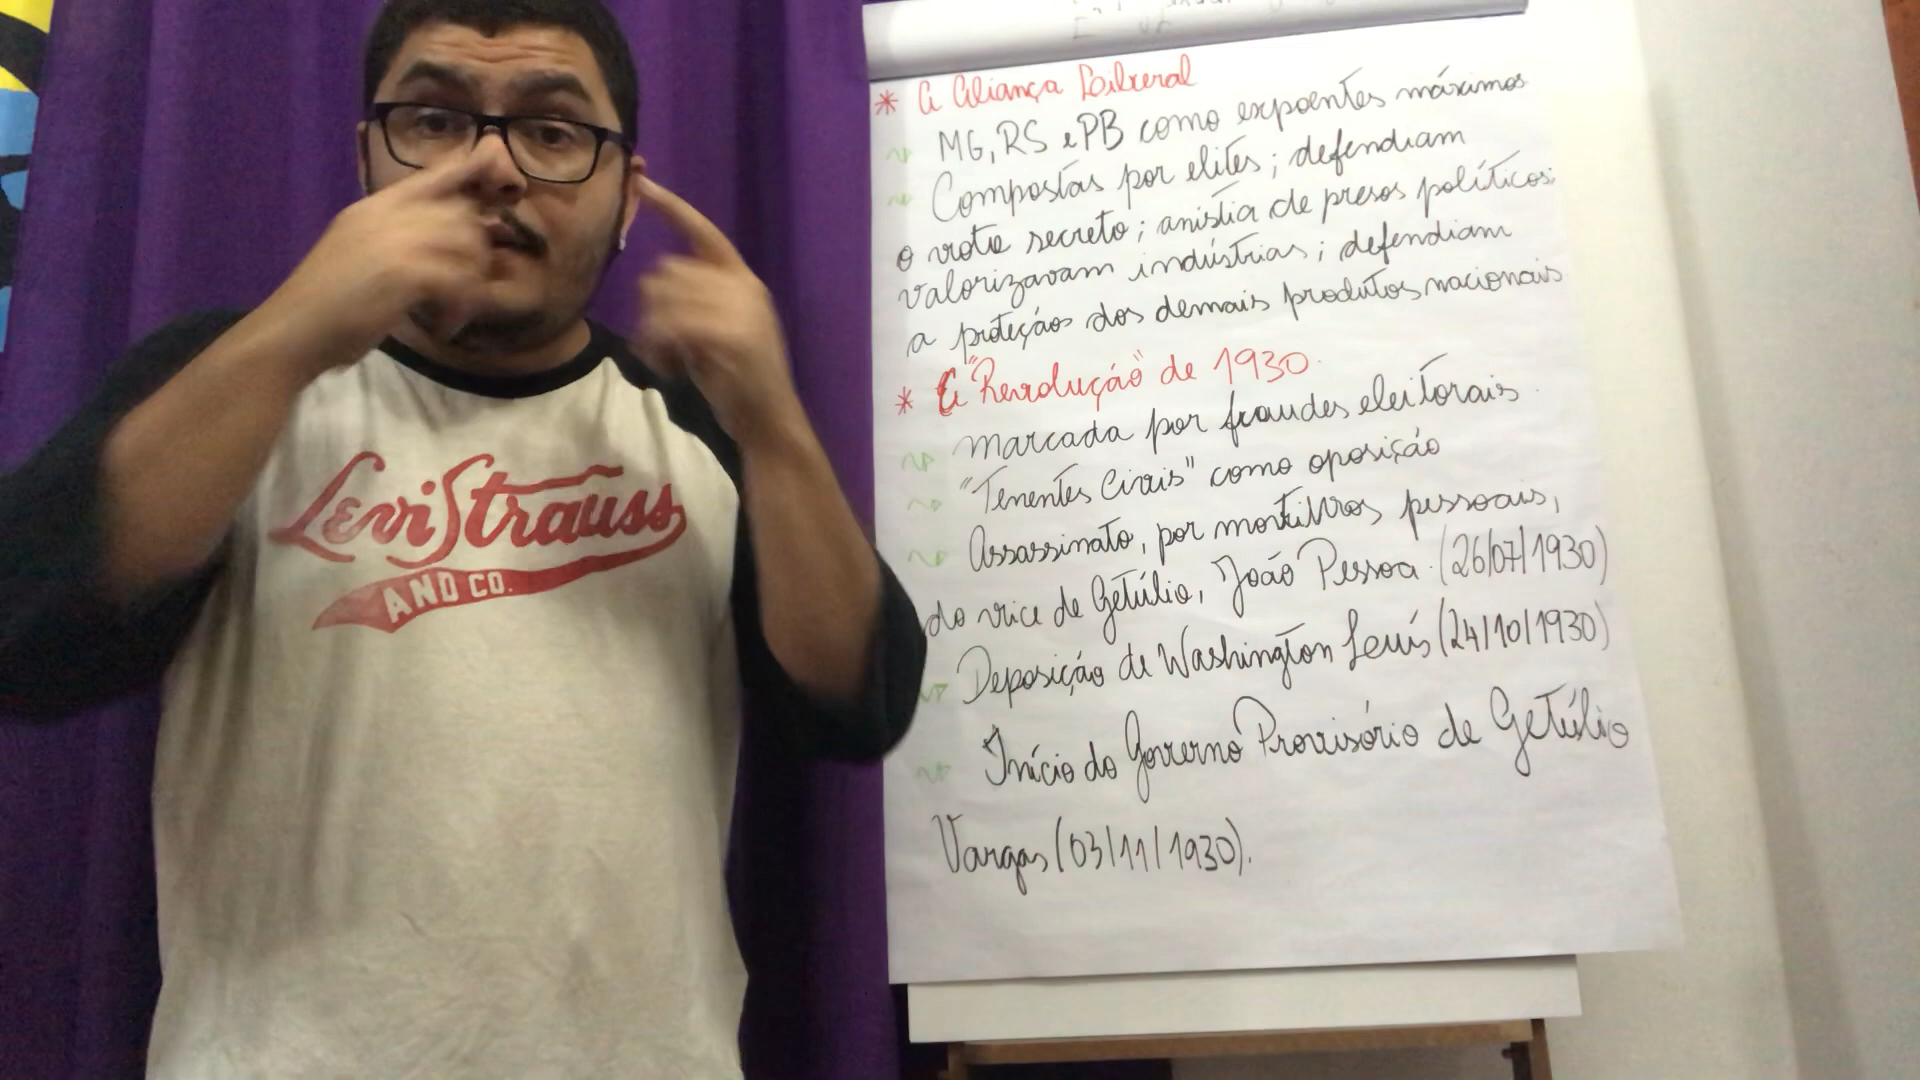 Levi Strauss
AND CO.
* A Aliança Liberal
MG, RS e PB como expoentes máximos
Compostas por elites; defendiam
o voto secreto; anistia de presos políticos;
valorizavam indústrias; defendiam
a proteção dos demais produtos nacionais
* A "Revolução" de 1930.
marcada por fraudes eleitorais.
"Tenentes Civis" como oposição
Assassinato, por motivos pessoais,
do vice de Getúlio, João Pessoa. (26/07/1930)
Deposição de Washington Luís (24/10/1930)
Início do Governo Provisório de Getúlio
Vargas (03/11/1930).